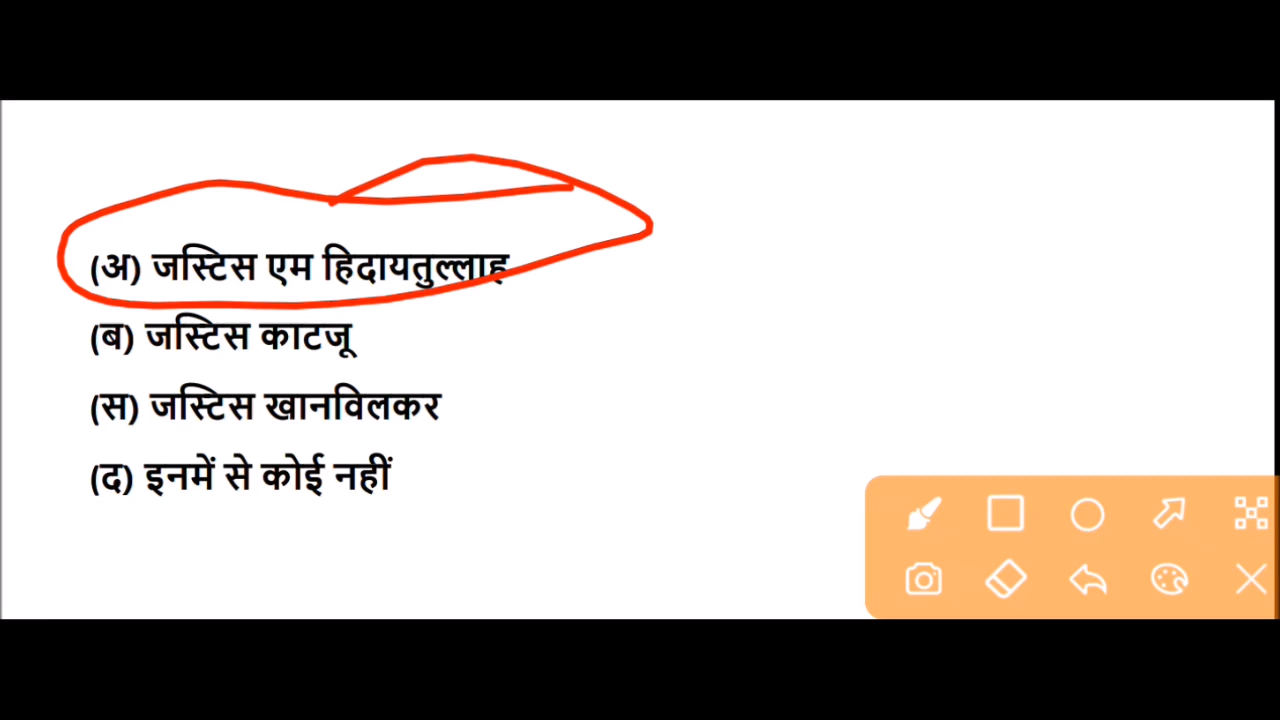 (अ) जस्टिस एम हिदायतुल्लाह
(ब) जस्टिस काटजू
(स) जस्टिस खानविलकर
(द) इनमें से कोई नहीं